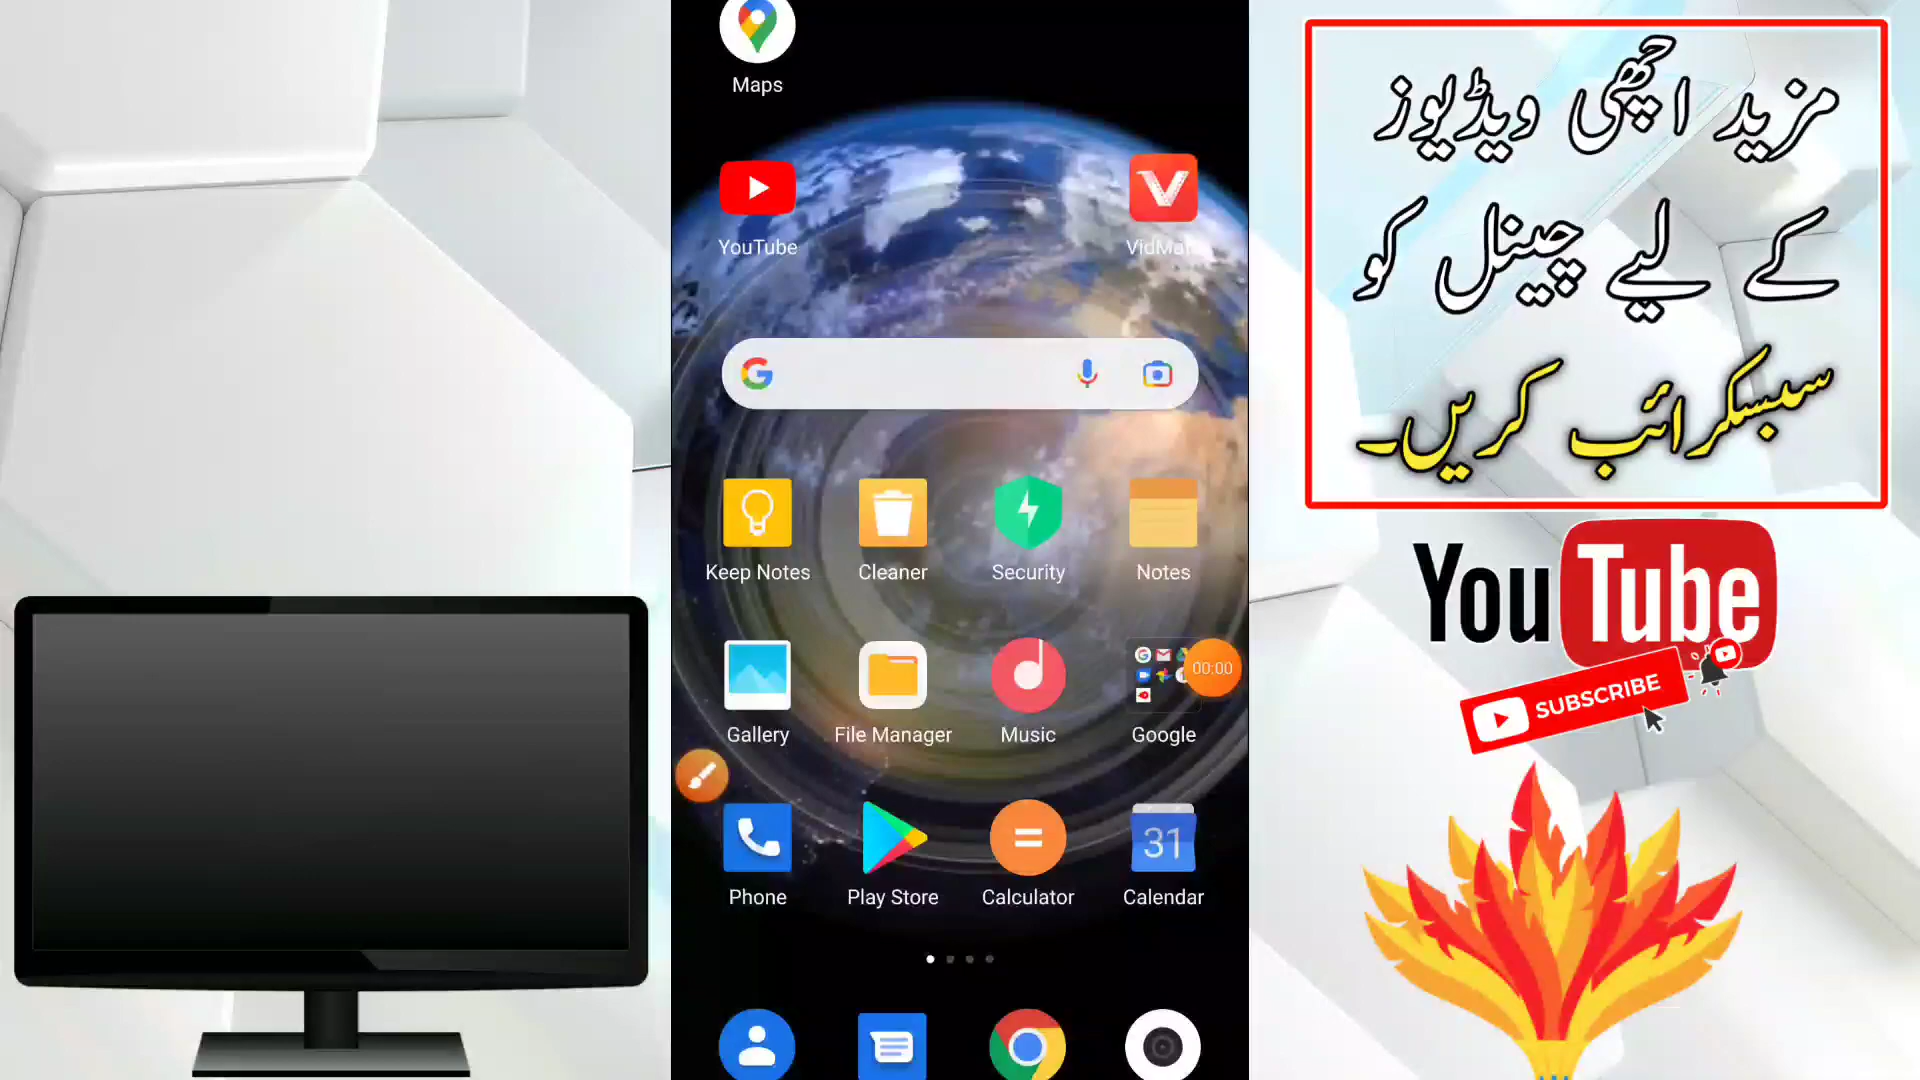 Maps
YouTube
VidMa
Keep Notes
Cleaner
Security
Notes
Gallery
File Manager
Music
Google
00:00
Phone
Play Store
Calculator
Calendar
31
مزید اچھی ویڈیوز
کے لیے چینل کو
سبسکرائب کریں۔
YouTube
SUBSCRIBE